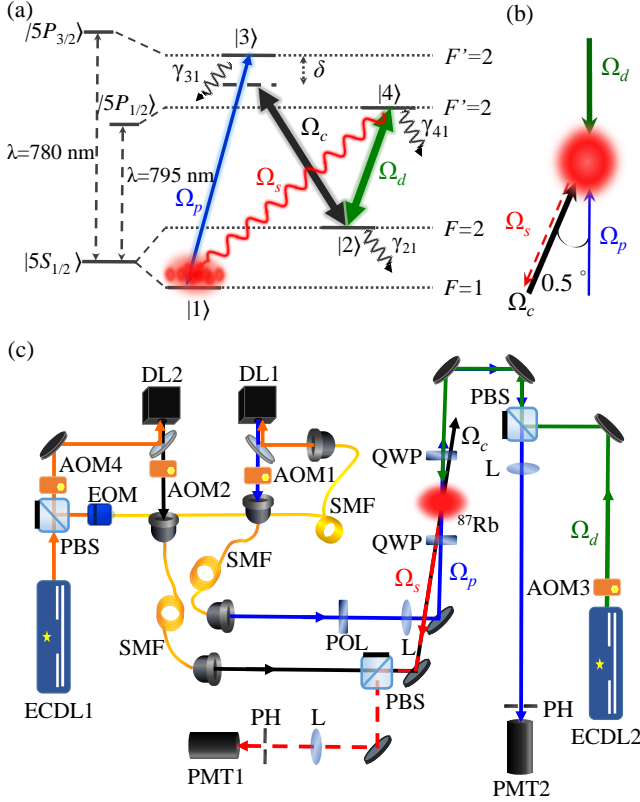 (a)
|5P3/2⟩
|3⟩
F'=2
γ31
δ
|5P1/2⟩
|4⟩
F'=2
λ=780 nm
λ=795 nm
Ωc
γ41
Ωp
Ωs
Ωd
|5S1/2⟩
|2⟩
γ21
F=2
|1⟩
F=1
(b)
Ωd
Ωs
Ωp
Ωc
0.5 °
(c)
DL2
DL1
PBS
Ωc
AOM4
AOM2
AOM1
QWP
L
EOM
SMF
87Rb
PBS
SMF
QWP
Ωd
Ωs
Ωp
AOM3
SMF
POL
L
PBS
ECDL1
PH
L
PH
PMT1
PMT2
ECDL2